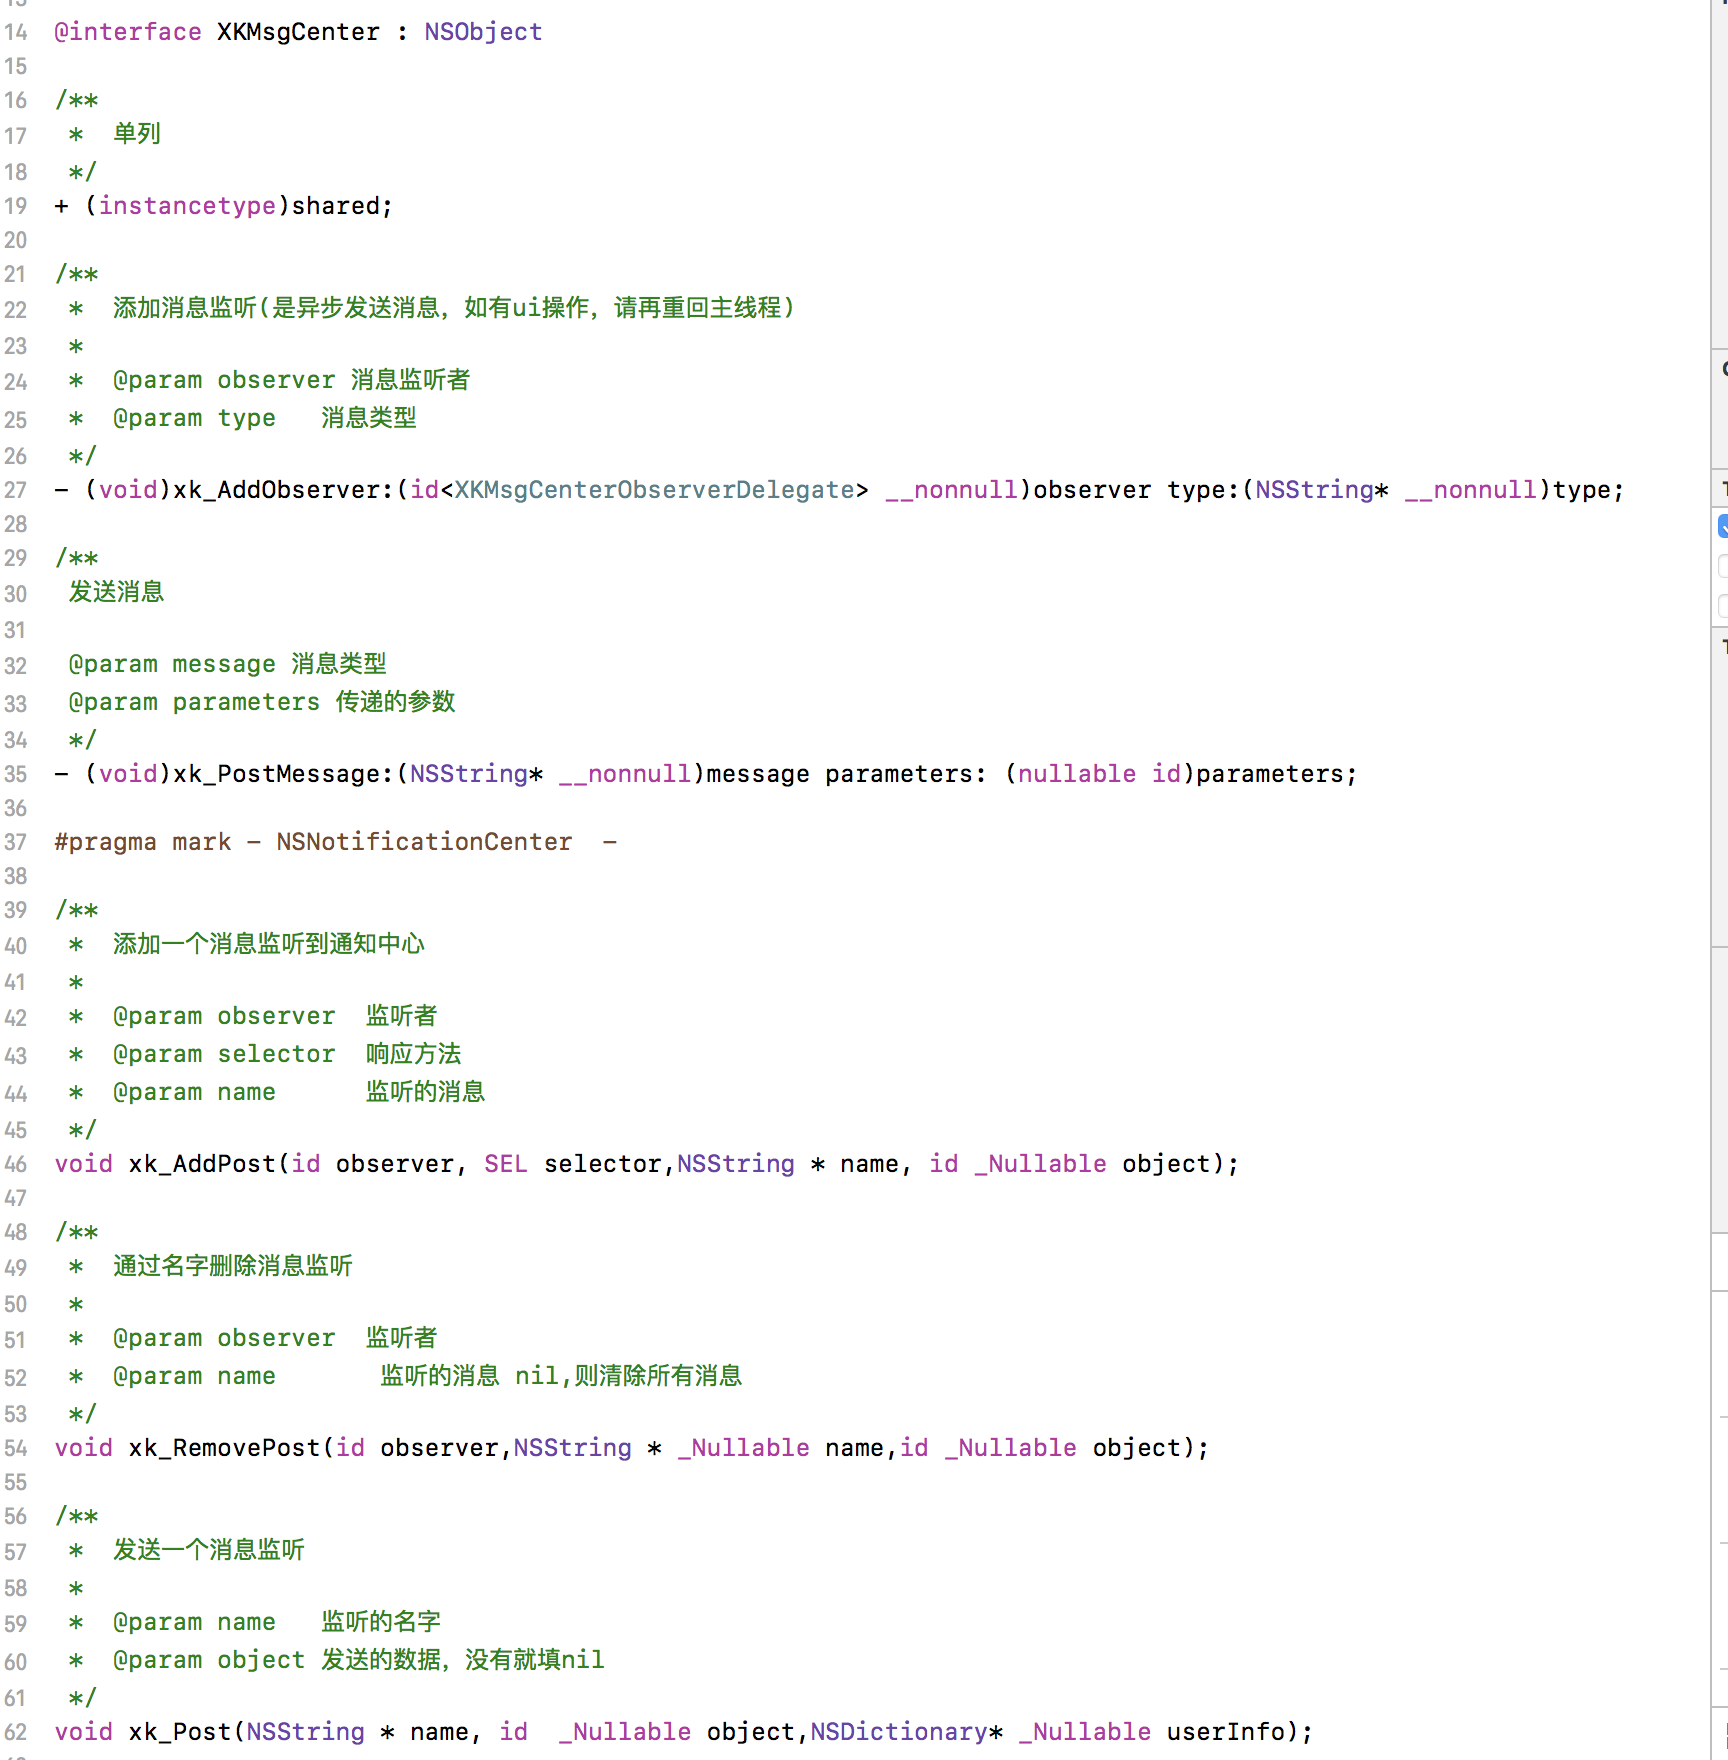 14 @interface XKMsgCenter : NSObject
15
16 /**
17  *  单列
18  */
19 + (instancetype)shared;
20
21 /**
22  *  添加消息监听(是异步发送消息，如有ui操作，请再重回主线程)
23  *
24  *  @param observer 消息监听者
25  *  @param type   消息类型
26  */
27 - (void)xk_AddObserver:(id<XKMsgCenterObserverDelegate> __nonnull)observer type:(NSString* __nonnull)type;
28
29 /**
30  发送消息
31
32  @param message 消息类型
33  @param parameters 传递的参数
34  */
35 - (void)xk_PostMessage:(NSString* __nonnull)message parameters: (nullable id)parameters;
36
37 #pragma mark - NSNotificationCenter  -
38
39 /**
40  *  添加一个消息监听到通知中心
41  *
42  *  @param observer  监听者
43  *  @param selector  响应方法
44  *  @param name      监听的消息
45  */
46 void xk_AddPost(id observer, SEL selector,NSString * name, id _Nullable object);
47
48 /**
49  *  通过名字删除消息监听
50  *
51  *  @param observer  监听者
52  *  @param name       监听的消息 nil,则清除所有消息
53  */
54 void xk_RemovePost(id observer,NSString * _Nullable name,id _Nullable object);
55
56 /**
57  *  发送一个消息监听
58  *
59  *  @param name   监听的名字
60  *  @param object 发送的数据，没有就填nil
61  */
62 void xk_Post(NSString * name, id  _Nullable object,NSDictionary* _Nullable userInfo);